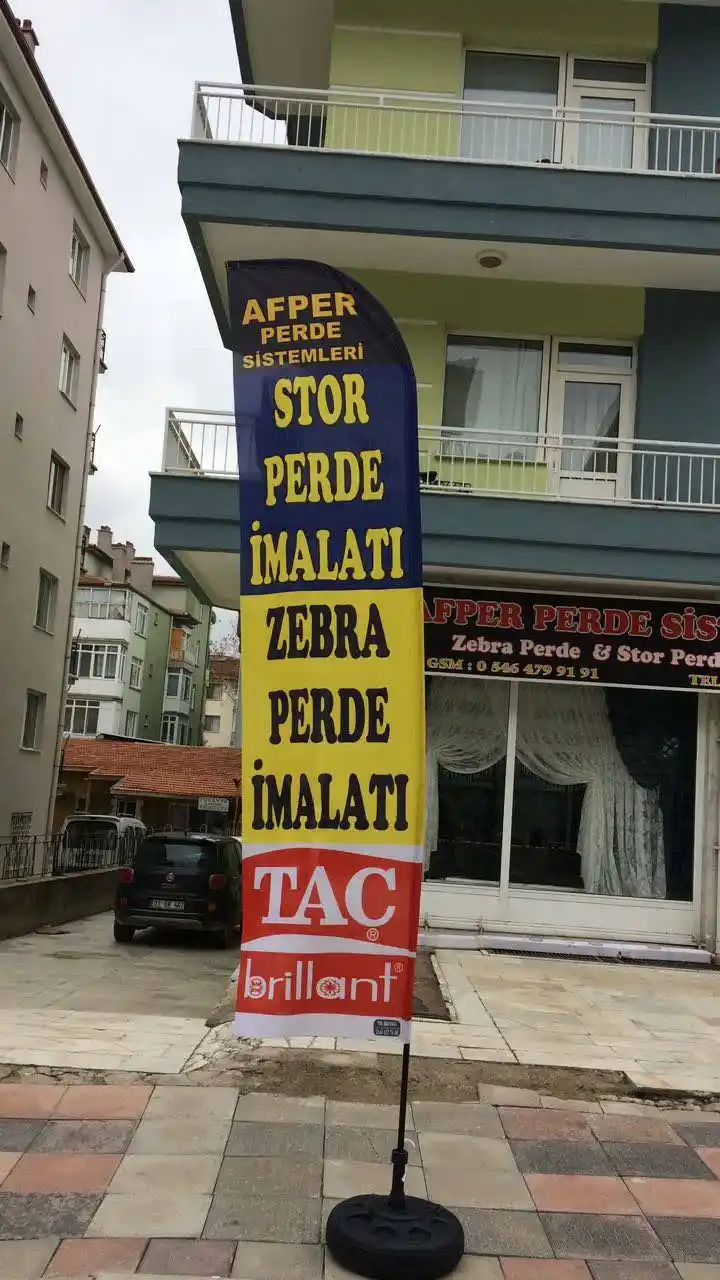 AFPER
PERDE
SİSTEMLERİ
STOR
PERDE
İMALATI
ZEBRA
PERDE
İMALATI
TAC®
brillant®
AFPER PERDE SİS
Zebra Perde & Stor Perd
GSM : 0 546 479 91 91
TEL